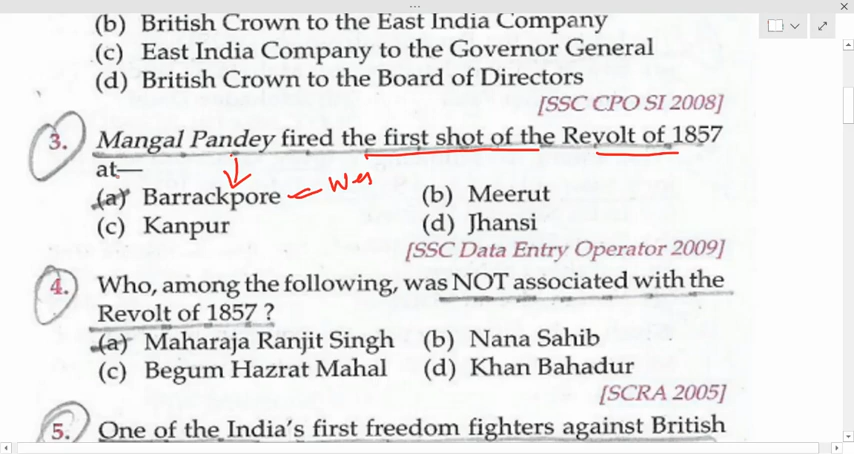 (b) British Crown to the East India Company
(c) East India Company to the Governor General
(d) British Crown to the Board of Directors
[SSC CPO SI 2008]
3. Mangal Pandey fired the first shot of the Revolt of 1857
at—
(a) Barrackpore Wes (b) Meerut
(c) Kanpur (d) Jhansi
[SSC Data Entry Operator 2009]
4. Who, among the following, was NOT associated with the
Revolt of 1857 ?
(a) Maharaja Ranjit Singh (b) Nana Sahib
(c) Begum Hazrat Mahal (d) Khan Bahadur
[SCRA 2005]
5. One of the India's first freedom fighters against British